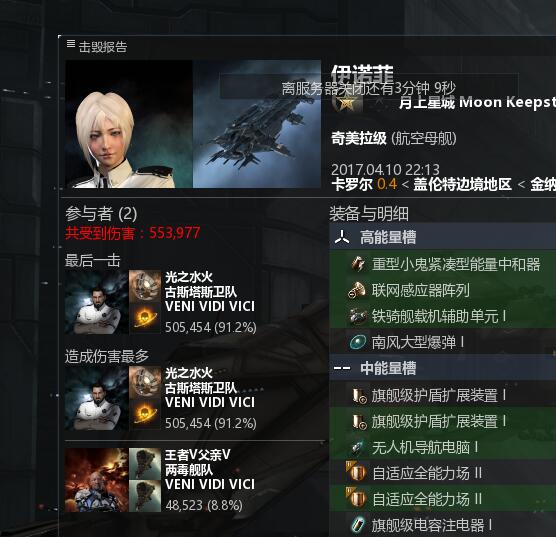 击毁报告
伊诺菲
离服务器关闭还有3分钟 9秒
月上星城 Moon Keepst
奇美拉级 (航空母舰)
2017.04.10 22:13
卡罗尔 0.4 < 盖伦特边境地区 < 金纳
参与者 (2)
共受到伤害：553,977
最后一击
光之水火
古斯塔斯卫队
VENI VIDI VICI
505,454 (91.2%)
造成伤害最多
光之水火
古斯塔斯卫队
VENI VIDI VICI
505,454 (91.2%)
王者V父亲V
两毒舰队
VENI VIDI VICI
48,523 (8.8%)
装备与明细
高能量槽
重型小鬼紧凑型能量中和器
联网感应器阵列
铁骑舰载机辅助单元 I
南风大型爆弹 I
中能量槽
旗舰级护盾扩展装置 I
旗舰级护盾扩展装置 I
无人机导航电脑 I
自适应全能力场 II
自适应全能力场 II
旗舰级电容注电器 I